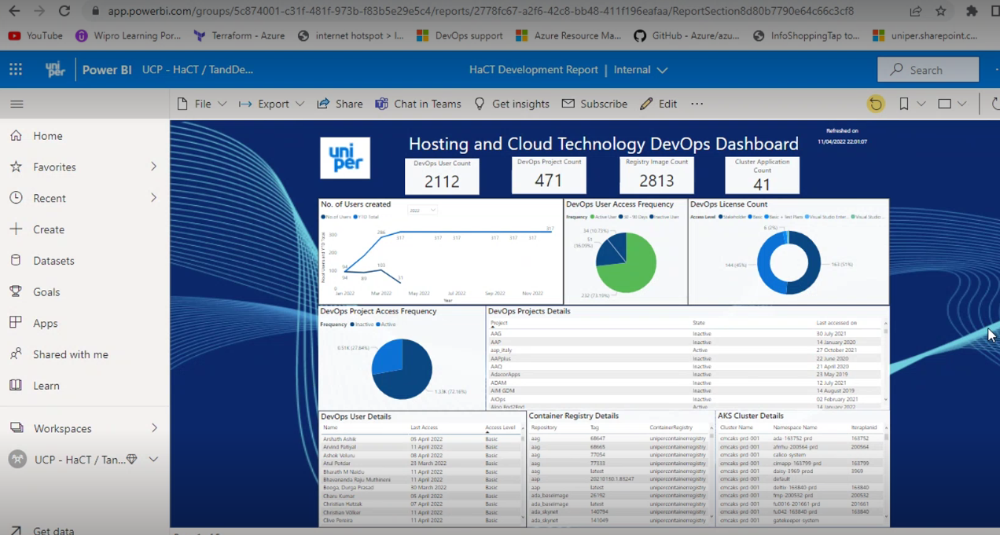 app.powerbi.com/groups/5c874001-c31f-481f-973b-f83b5e29e5c4/reports/2778fc67-a2f6-42c8-bb48-411f196eafaa/ReportSection8d80b7790e64c66c3cf8
YouTube Wipro Learning Por... Terraform - Azure internet hotspot > I... DevOps support Azure Resource Ma... GitHub - Azure/azu... InfoShoppingTap to... uniper.sharepoint.c...
uni per Power BI UCP - HaCT / TandDe... HaCT Development Report | Internal Search
File Export Share Chat in Teams Get insights Subscribe Edit ...
Home
Favorites
Recent
Create
Datasets
Goals
Apps
Shared with me
Learn
Workspaces
UCP - HaCT / Tan...
Get data
uni
per
Hosting and Cloud Technology DevOps Dashboard
Refreshed on
11/04/2022 22:01:07
DevOps User Count
2112
DevOps Project Count
471
Registry Image Count
2813
Cluster Application
Count
41
No. of Users created
2022
No.of Users YTD Total
No.of Users and YTD Total
300
200
100
0
94
94
89
286
103
317
31
317 317 317 317 317
317
Jan 2022 Mar 2022 May 2022 Jul 2022 Sep 2022 Nov 2022
Year
DevOps User Access Frequency
Frequency Active User 30 - 90 Days Inactive User
34 (10.73%)
51
(16.09%)
232 (73.19%)
DevOps License Count
Access Level Stakeholder Basic Basic + Test Plans Visual Studio Enter... Visual Studio ...
6 (2%)
144 (45%)
163 (51%)
DevOps Project Access Frequency
Frequency Inactive Active
0.51K (27.84%)
1.33K (72.16%)
DevOps Projects Details
Project State Last accessed on
AAG Inactive 30 July 2021
AAP Inactive 14 January 2020
aap_italy Active 27 October 2021
AAPplus Inactive 22 June 2020
AAQ Inactive 21 April 2020
AdacorApps Inactive 23 May 2019
ADAM Inactive 12 July 2021
AIM GDM Inactive 14 August 2019
AIOps Inactive 02 February 2021
Active 14 January 2022
DevOps User Details
Name Last Access Access Level
Arshath Ashik 05 April 2022 Basic
Arvind Patiyal 11 April 2022 Basic
Ashok Veluru 08 April 2022 Basic
Atul Potdar 23 March 2022 Basic
Bharath M Naidu 11 April 2022 Basic
Bhavananda Raju Muthineni 11 April 2022 Basic
Booga, Durga Prasad 30 March 2022 Basic
Charu Kumar 05 April 2022 Basic
Christian Hatzak 07 April 2022 Basic
Christian Völker 11 April 2022 Basic
Clive Pereira 11 April 2022 Basic
Container Registry Details
Repository Tag ContainerRegistry
aag 68647 unipercontainerregistry
aag 68665 unipercontainerregistry
aag 77054 unipercontainerregistry
aag 77333 unipercontainerregistry
aag latest unipercontainerregistry
aap 20210130.1.83247 unipercontainerregistry
aap latest unipercontainerregistry
ada_baseimage 26192 unipercontainerregistry
ada_baseimage latest unipercontainerregistry
ada_skynet 140794 unipercontainerregistry
ada_skynet 141049 unipercontainerregistry
AKS Cluster Details
Cluster Name Namespace Name Iteraplanid
cmcaks-prd-001 ada-163752-prd 163752
cmcaks-prd-001 afrrhu-200564-prd 200564
cmcaks-prd-001 calico-system
cmcaks-prd-001 cimapp-163799-prd 163799
cmcaks-prd-001 daisy-3969-prod 3969
cmcaks-prd-001 default
cmcaks-prd-001 deltix-163840-prd 163840
cmcaks-prd-001 fmp-200532-prd 200532
cmcaks-prd-001 fu0016-201661-prd 201661
cmcaks-prd-001 fu042-163840-prd 163840
cmcaks-prd-001 gatekeeper-system